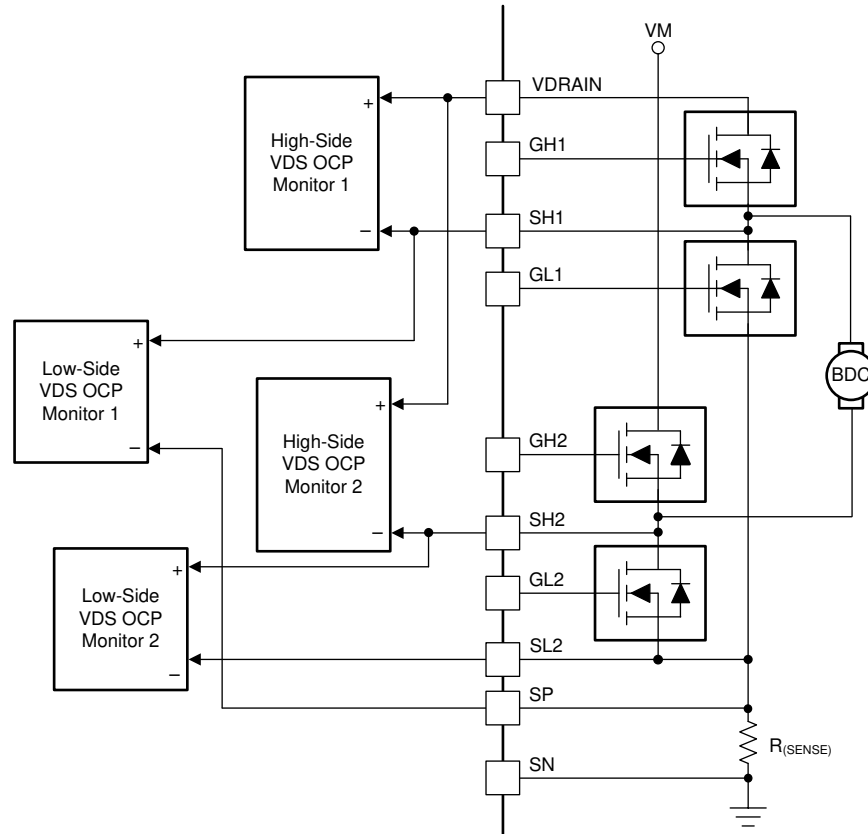 VM
VDRAIN
+
High-Side
VDS OCP
Monitor 1
−
GH1
SH1
GL1
+
Low-Side
VDS OCP
Monitor 1
−
BDC
+
High-Side
VDS OCP
Monitor 2
−
GH2
SH2
+
Low-Side
VDS OCP
Monitor 2
−
GL2
SL2
SP
R(SENSE)
SN